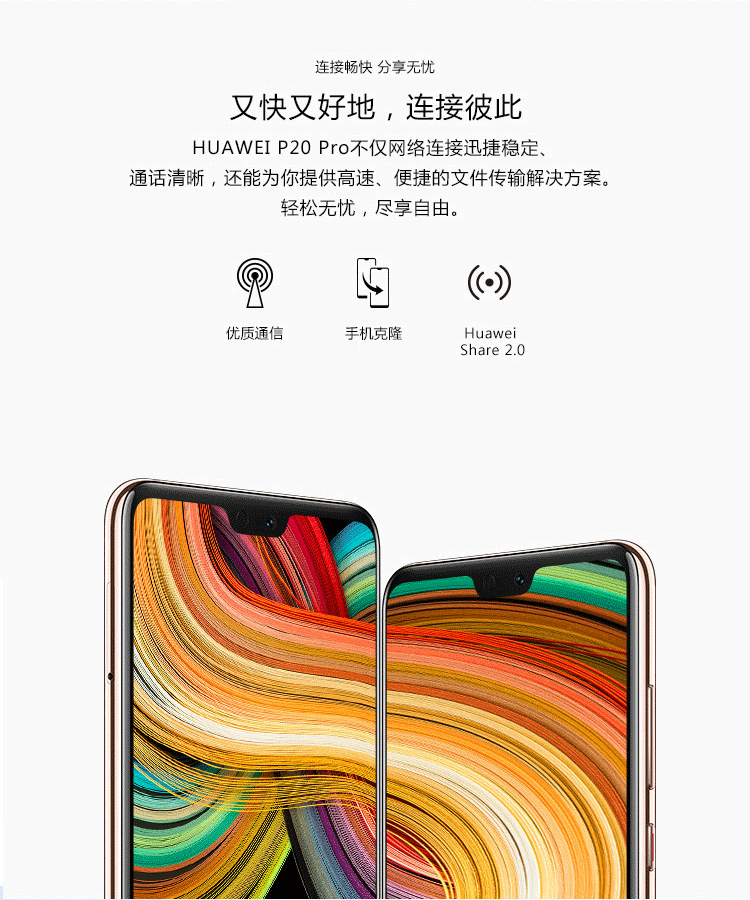 连接畅快 分享无忧
又快又好地，连接彼此
HUAWEI P20 Pro不仅网络连接迅捷稳定、
通话清晰，还能为你提供高速、便捷的文件传输解决方案。
轻松无忧，尽享自由。
优质通信
手机克隆
Huawei
Share 2.0